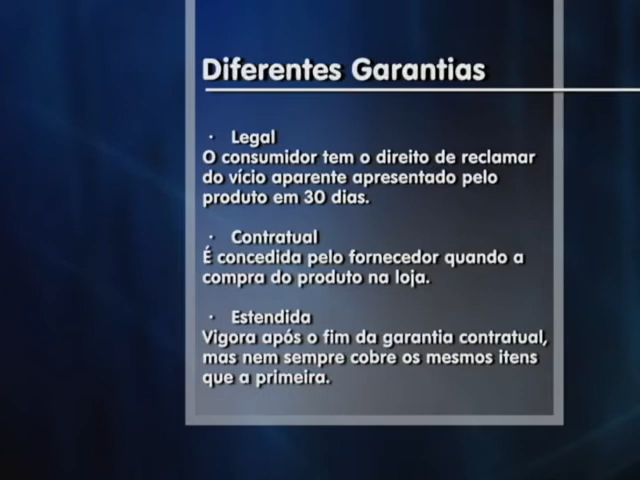 Diferentes Garantias
· Legal
O consumidor tem o direito de reclamar
do vício aparente apresentado pelo
produto em 30 dias.
· Contratual
É concedida pelo fornecedor quando a
compra do produto na loja.
· Estendida
Vigora após o fim da garantia contratual,
mas nem sempre cobre os mesmos itens
que a primeira.